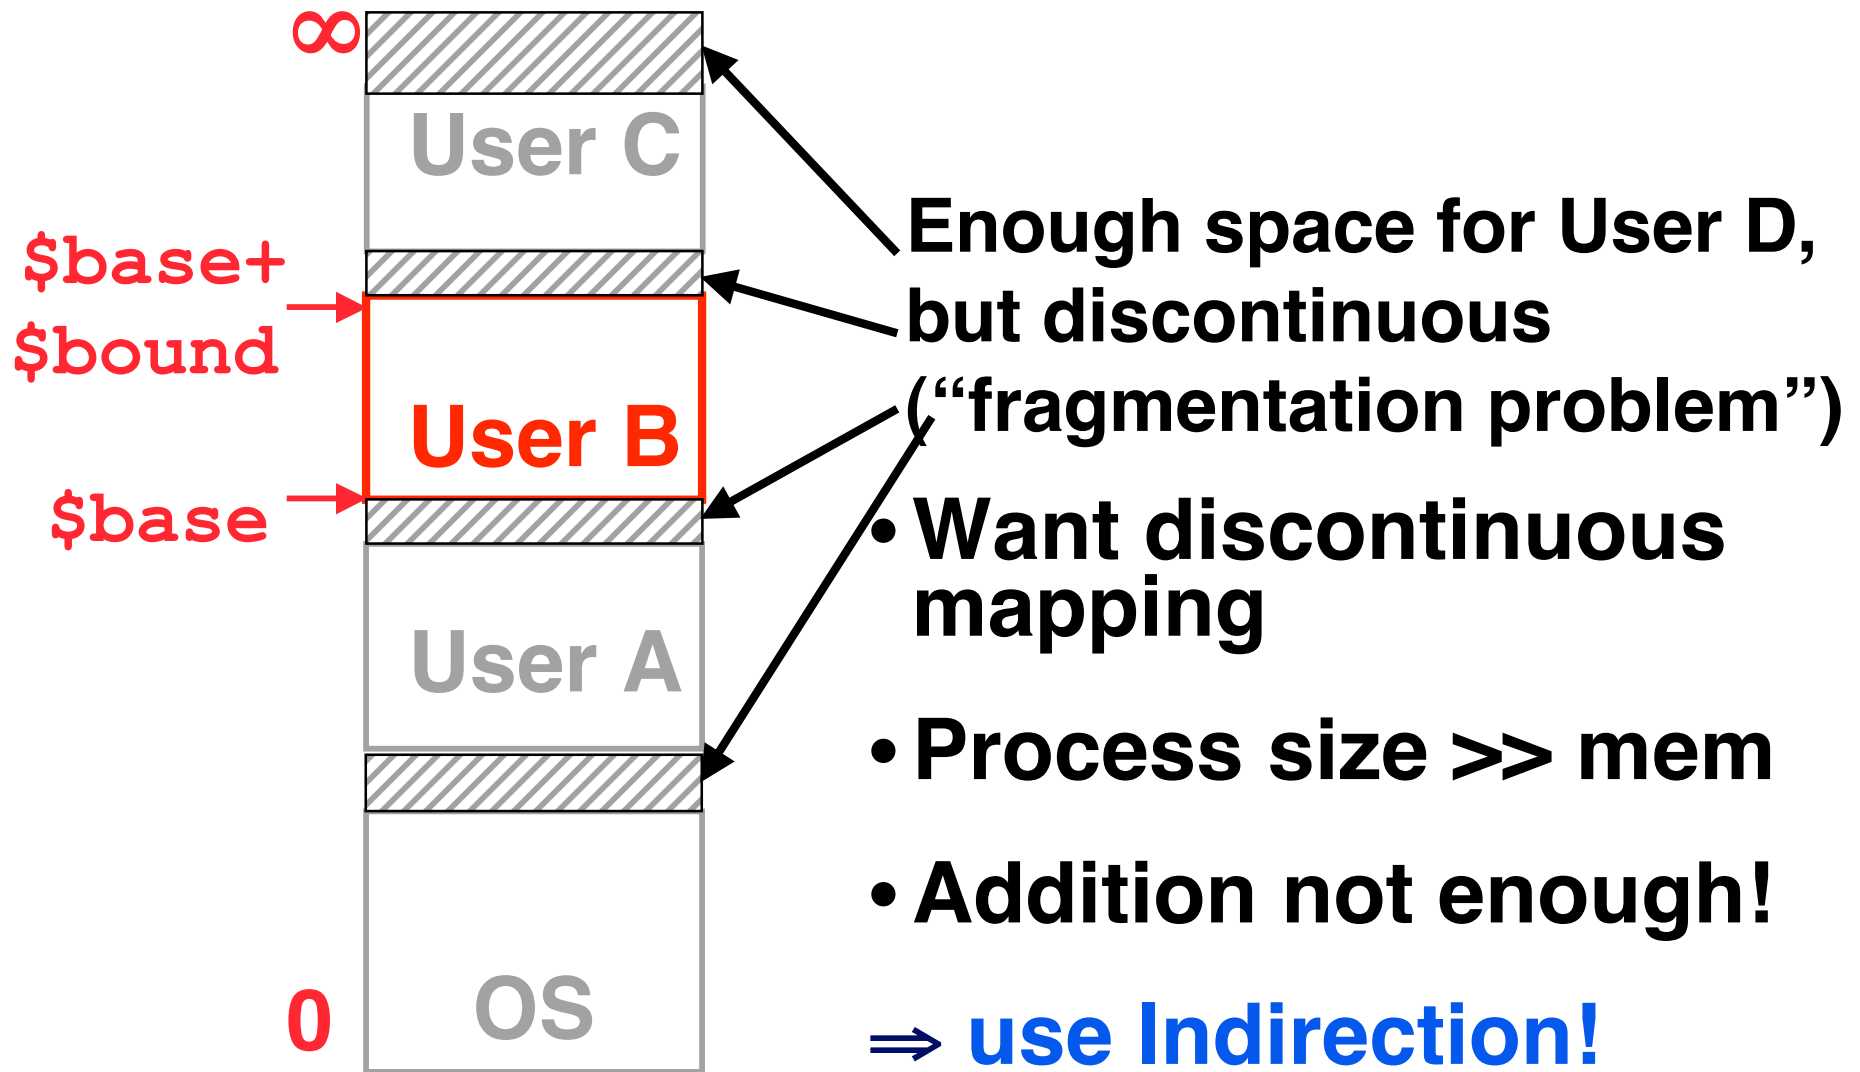 ∞
User C
$base+
$bound
User B
$base
User A
0
OS
Enough space for User D,
but discontinuous
(“fragmentation problem”)
• Want discontinuous
mapping
• Process size >> mem
• Addition not enough!
⇒ use Indirection!